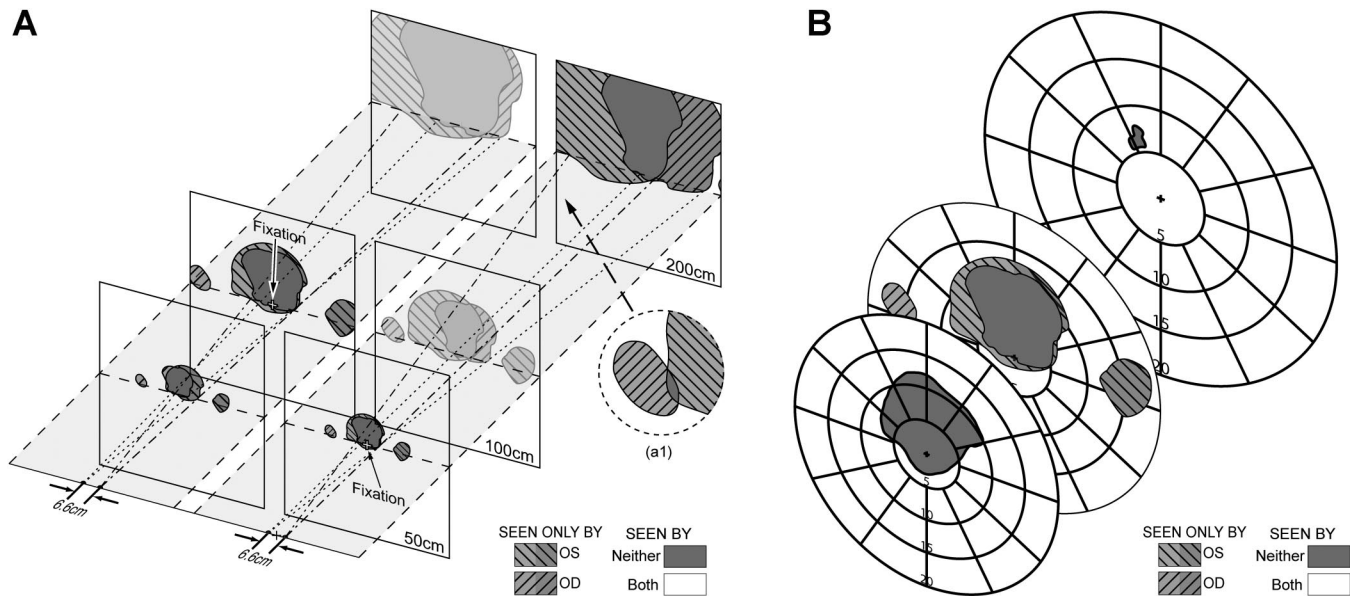 A
Fixation
200cm
(a1)
100cm
Fixation
50cm
6.6cm
6.6cm
SEEN ONLY BY SEEN BY
OS Neither
OD Both
B
5
10
15
20
5
10
15
20
SEEN ONLY BY SEEN BY
OS Neither
OD Both